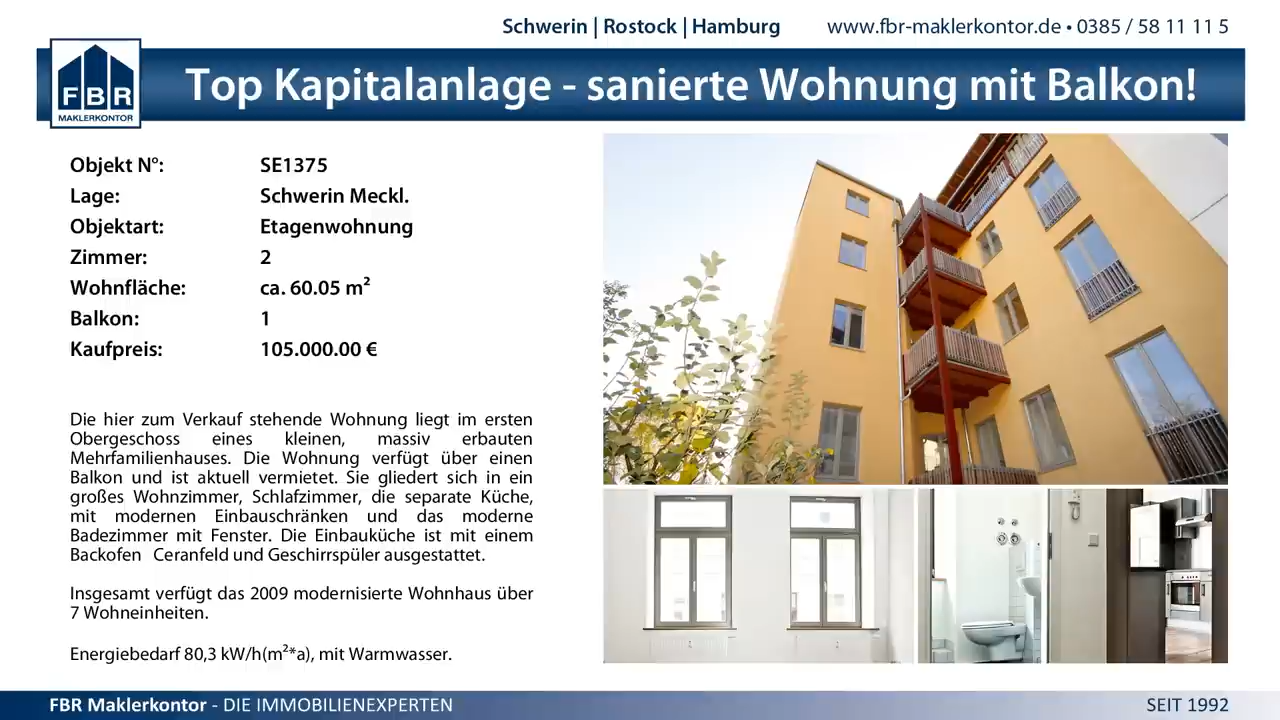 Schwerin | Rostock | Hamburg www.fbr-maklerkontor.de • 0385 / 58 11 11 5
FBR
MAKLERKONTOR
Top Kapitalanlage - sanierte Wohnung mit Balkon!
Objekt N°: SE1375
Lage: Schwerin Meckl.
Objektart: Etagenwohnung
Zimmer: 2
Wohnfläche: ca. 60.05 m²
Balkon: 1
Kaufpreis: 105.000.00 €
Die hier zum Verkauf stehende Wohnung liegt im ersten
Obergeschoss eines kleinen, massiv erbauten
Mehrfamilienhauses. Die Wohnung verfügt über einen
Balkon und ist aktuell vermietet. Sie gliedert sich in ein
großes Wohnzimmer, Schlafzimmer, die separate Küche,
mit modernen Einbauschränken und das moderne
Badezimmer mit Fenster. Die Einbauküche ist mit einem
Backofen Ceranfeld und Geschirrspüler ausgestattet.
Insgesamt verfügt das 2009 modernisierte Wohnhaus über
7 Wohneinheiten.
Energiebedarf 80,3 kW/h(m²*a), mit Warmwasser.
FBR Maklerkontor - DIE IMMOBILIENEXPERTEN SEIT 1992